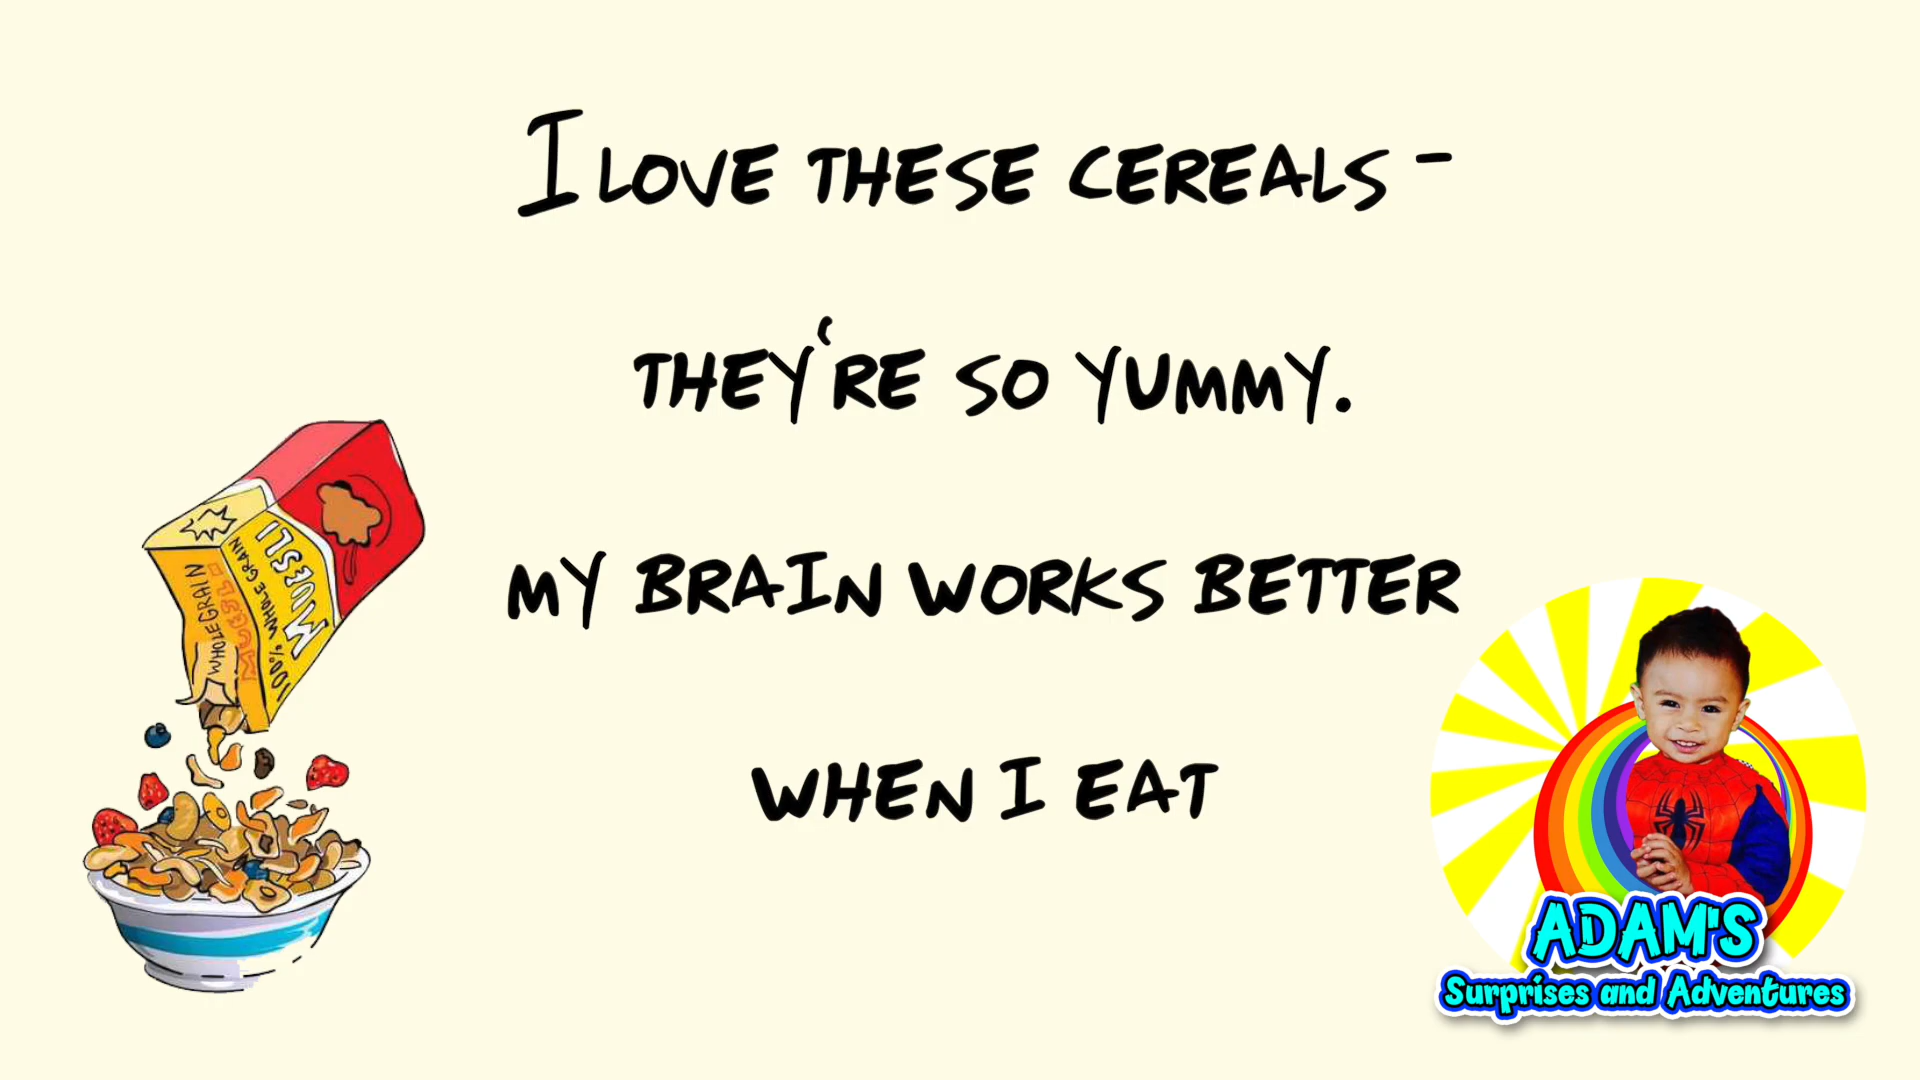 I LOVE THESE CEREALS -
THEY'RE SO YUMMY.
MY BRAIN WORKS BETTER
WHEN I EAT
MUESLI
100% WHOLE GRAIN
WHOLE GRAIN
MUESLI
ADAM'S
Surprises and Adventures